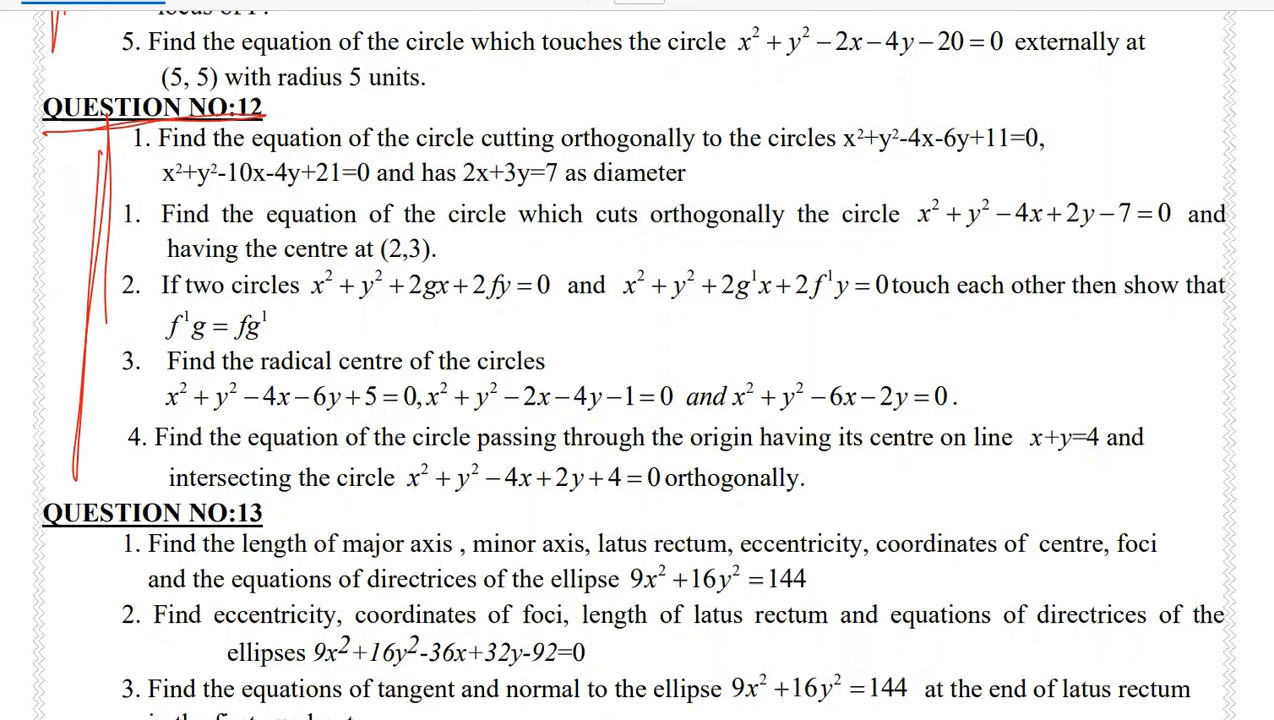 5. Find the equation of the circle which touches the circle x² + y² − 2x − 4y − 20 = 0 externally at
(5, 5) with radius 5 units.
QUESTION NO:12
1. Find the equation of the circle cutting orthogonally to the circles x²+y²-4x-6y+11=0,
x²+y²-10x-4y+21=0 and has 2x+3y=7 as diameter
1. Find the equation of the circle which cuts orthogonally the circle x² + y² − 4x + 2y − 7 = 0 and
having the centre at (2,3).
2. If two circles x² + y² + 2gx + 2fy = 0 and x² + y² + 2g¹x + 2f¹y = 0 touch each other then show that
f¹g = fg¹
3. Find the radical centre of the circles
x² + y² − 4x − 6y + 5 = 0, x² + y² − 2x − 4y − 1 = 0 and x² + y² − 6x − 2y = 0.
4. Find the equation of the circle passing through the origin having its centre on line x+y=4 and
intersecting the circle x² + y² − 4x + 2y + 4 = 0 orthogonally.
QUESTION NO:13
1. Find the length of major axis , minor axis, latus rectum, eccentricity, coordinates of centre, foci
and the equations of directrices of the ellipse 9x² + 16y² = 144
2. Find eccentricity, coordinates of foci, length of latus rectum and equations of directrices of the
ellipses 9x²+16y²-36x+32y-92=0
3. Find the equations of tangent and normal to the ellipse 9x² + 16y² = 144 at the end of latus rectum